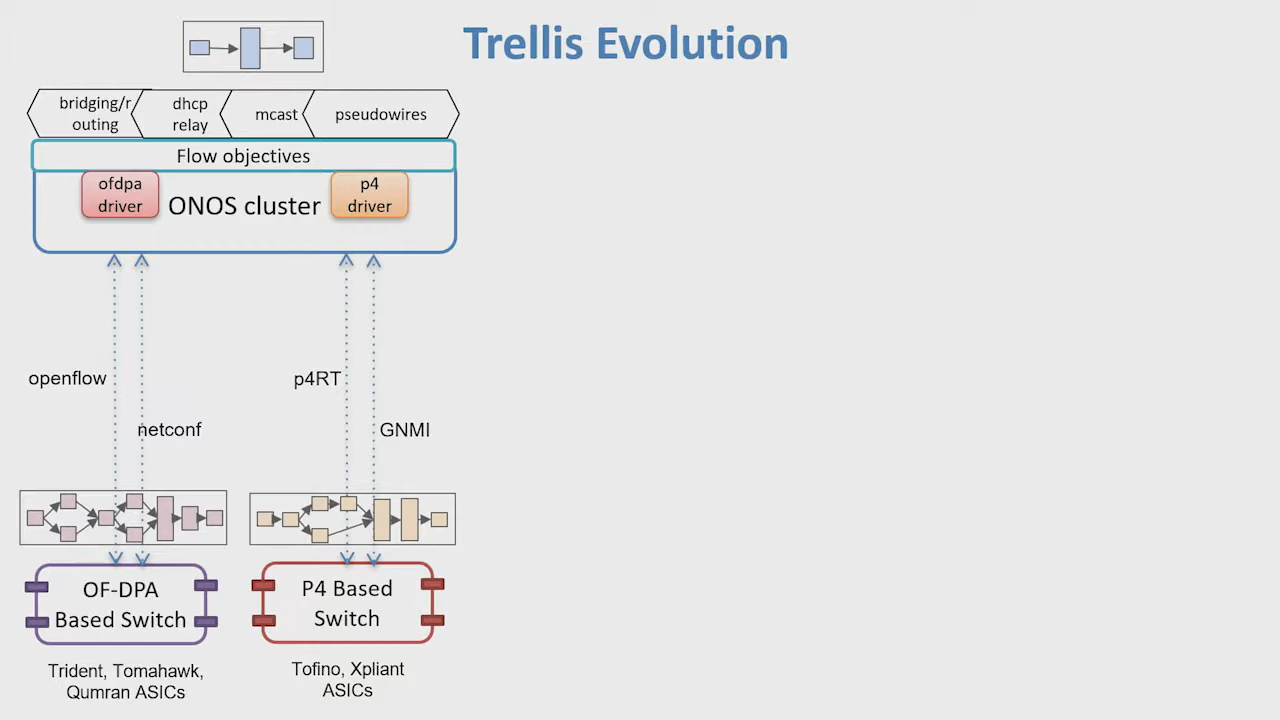 Trellis Evolution
bridging/r
outing
dhcp
relay
mcast
pseudowires
Flow objectives
ofdpa
driver
ONOS cluster
p4
driver
openflow
p4RT
netconf
GNMI
OF-DPA
Based Switch
P4 Based
Switch
Trident, Tomahawk,
Qumran ASICs
Tofino, Xpliant
ASICs